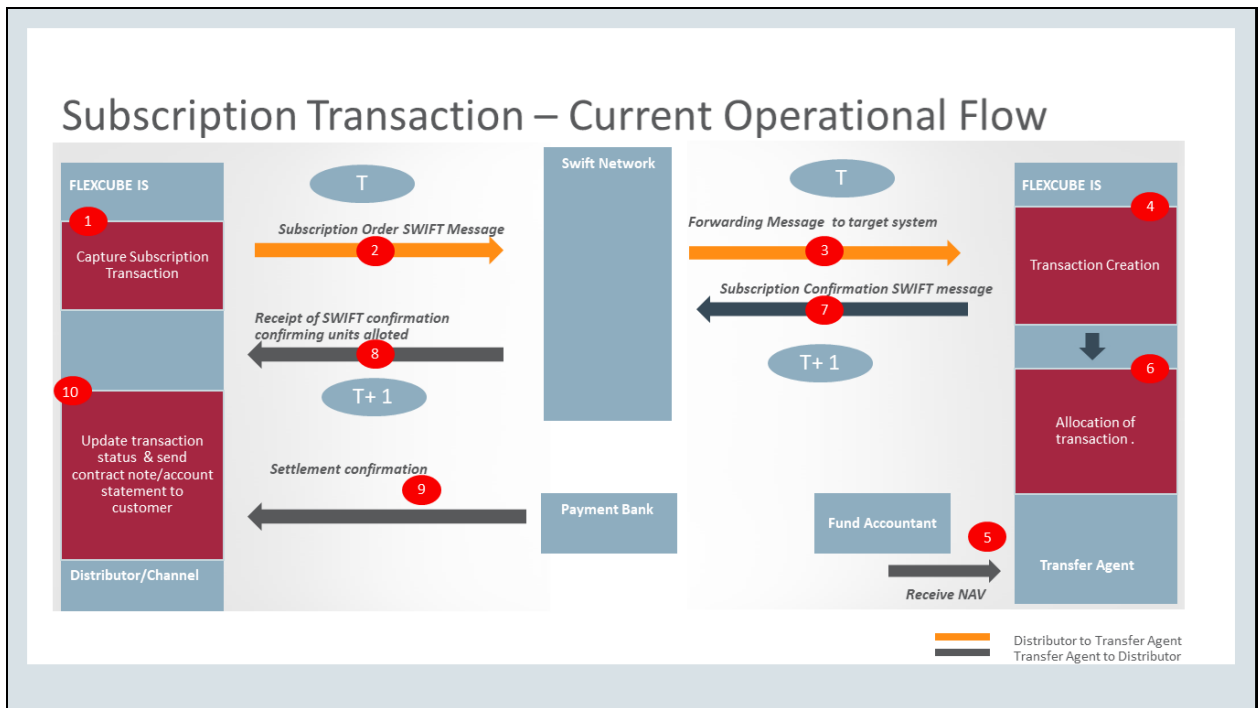 Subscription Transaction – Current Operational Flow
FLEXCUBE IS
1
Capture Subscription
Transaction
10
Update transaction
status & send
contract note/account
statement to
customer
Distributor/Channel
T
Subscription Order SWIFT Message
2
Receipt of SWIFT confirmation
confirming units alloted
8
T+ 1
Settlement confirmation
9
Swift Network
Payment Bank
T
Forwarding Message to target system
3
Subscription Confirmation SWIFT message
7
T+ 1
Fund Accountant
5
Receive NAV
FLEXCUBE IS
4
Transaction Creation
6
Allocation of
transaction .
Transfer Agent
Distributor to Transfer Agent
Transfer Agent to Distributor